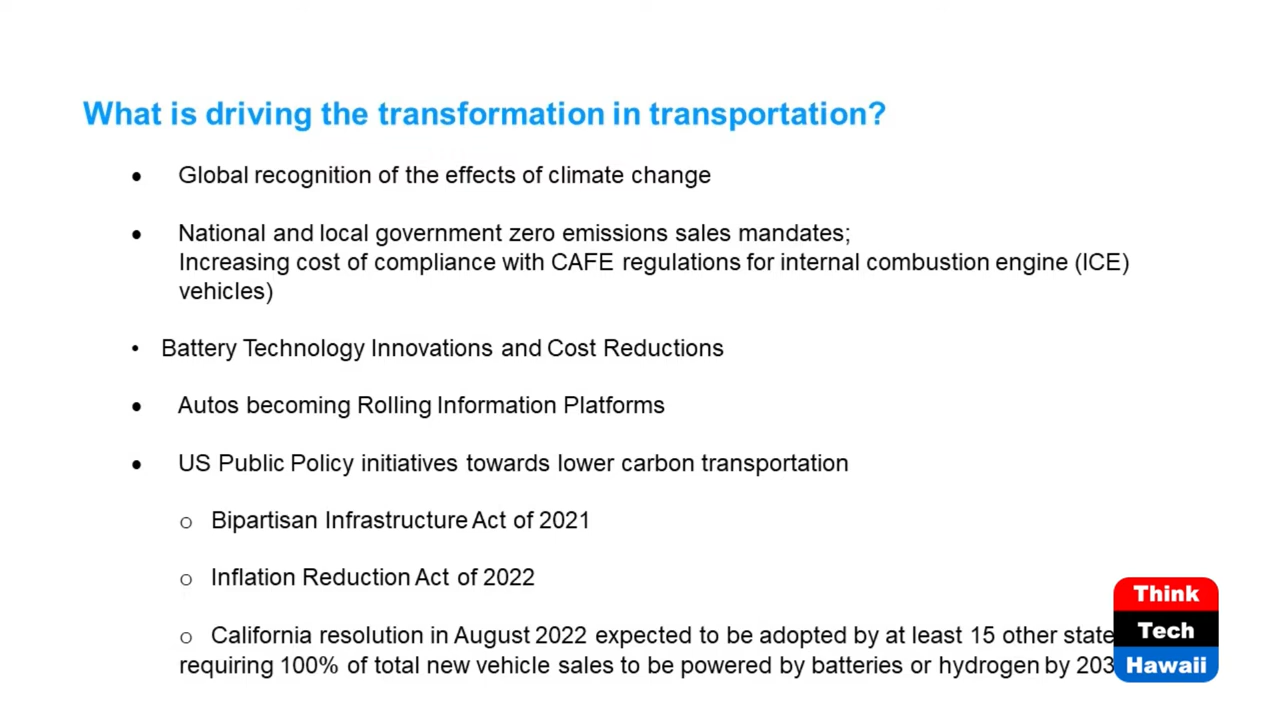 What is driving the transformation in transportation?
• Global recognition of the effects of climate change
• National and local government zero emissions sales mandates;
Increasing cost of compliance with CAFE regulations for internal combustion engine (ICE)
vehicles)
• Battery Technology Innovations and Cost Reductions
• Autos becoming Rolling Information Platforms
• US Public Policy initiatives towards lower carbon transportation
o Bipartisan Infrastructure Act of 2021
o Inflation Reduction Act of 2022
o California resolution in August 2022 expected to be adopted by at least 15 other state
requiring 100% of total new vehicle sales to be powered by batteries or hydrogen by 203
Think
Tech
Hawaii